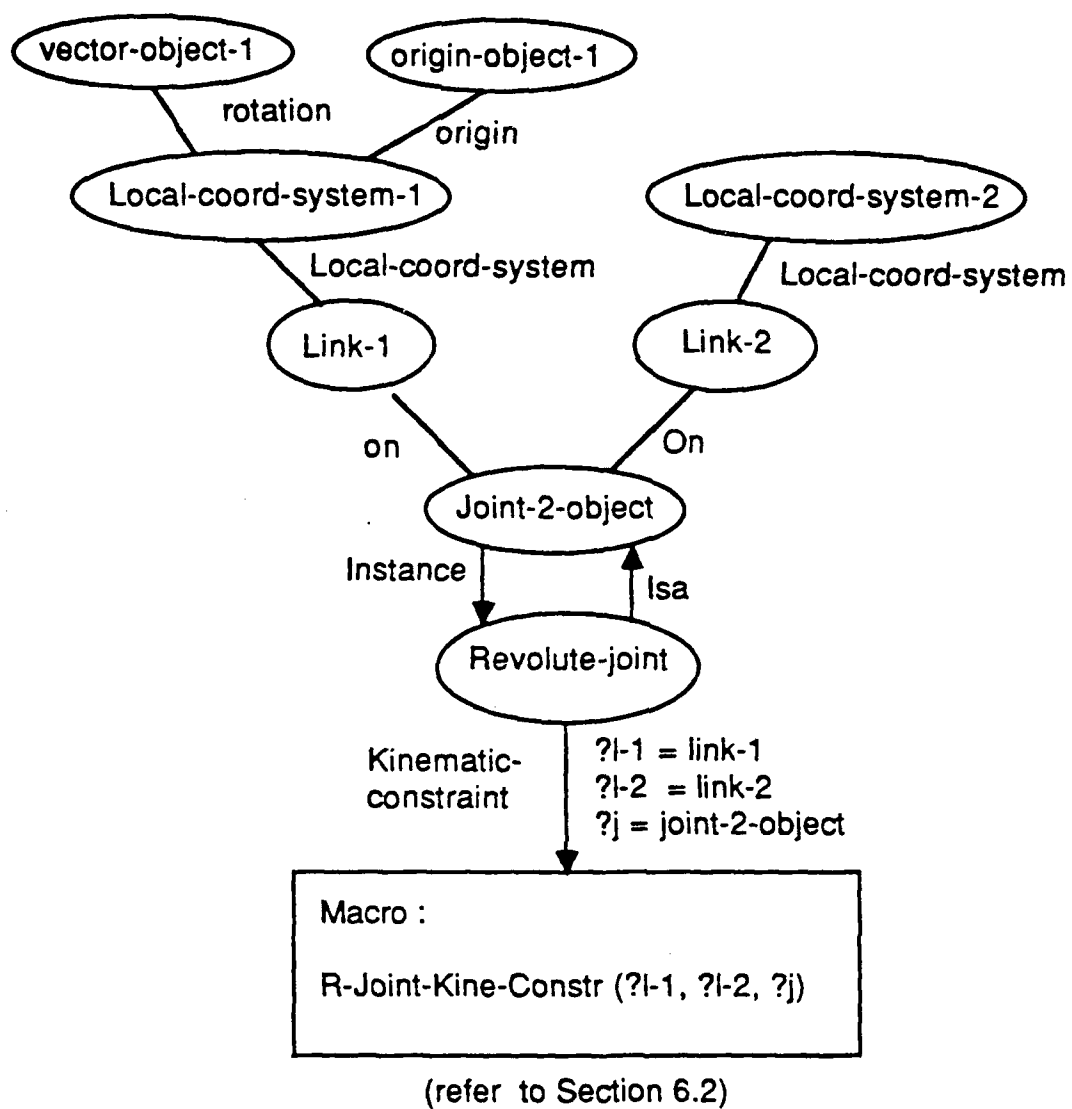 vector-object-1
origin-object-1
rotation
origin
Local-coord-system-1
Local-coord-system-2
Local-coord-system
Local-coord-system
Link-1
Link-2
on
On
Joint-2-object
Instance
Isa
Revolute-joint
Kinematic-
constraint
?l-1 = link-1
?l-2 = link-2
?j = joint-2-object
Macro :
R-Joint-Kine-Constr (?l-1, ?l-2, ?j)
(refer to Section 6.2)